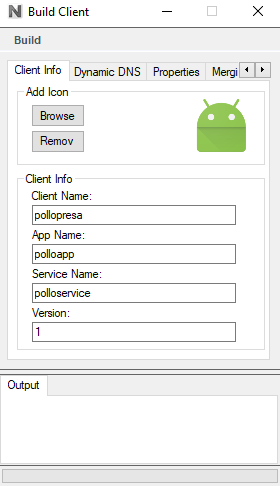 N Build Client
Build
Client Info Dynamic DNS Properties Mergi
Add Icon
Browse
Remov
Client Info
Client Name:
pollopresa
App Name:
polloapp
Service Name:
polloservice
Version:
1
Output